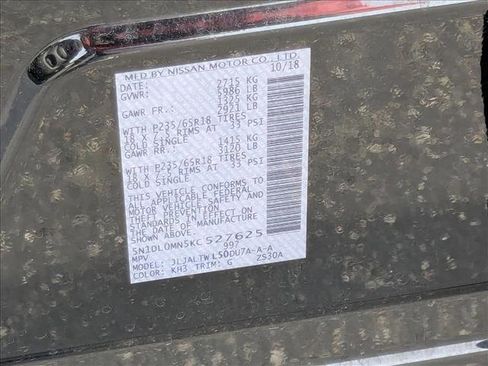 MFD BY NISSAN MOTOR CO., LTD.
DATE: 10/18
GVWR: 2715 KG
5986 LB
GAWR FR.: 1325 KG
2921 LB
WITH P235/65R18 TIRES
18 X 7.5 RIMS AT 33 PSI
COLD SINGLE
GAWR RR.: 1415 KG
3120 LB
WITH P235/65R18 TIRES
18 X 7.5 RIMS AT 33 PSI
COLD SINGLE
THIS VEHICLE CONFORMS TO
ALL APPLICABLE FEDERAL
MOTOR VEHICLE SAFETY AND
THEFT PREVENTION
STANDARDS IN EFFECT ON
THE DATE OF MANUFACTURE
SHOWN ABOVE.
5N1DL0MN5KC527625
MPV 997
MODEL: JLJALTWL50DU7A-A-A
COLOR: KH3 TRIM: G ZS30A